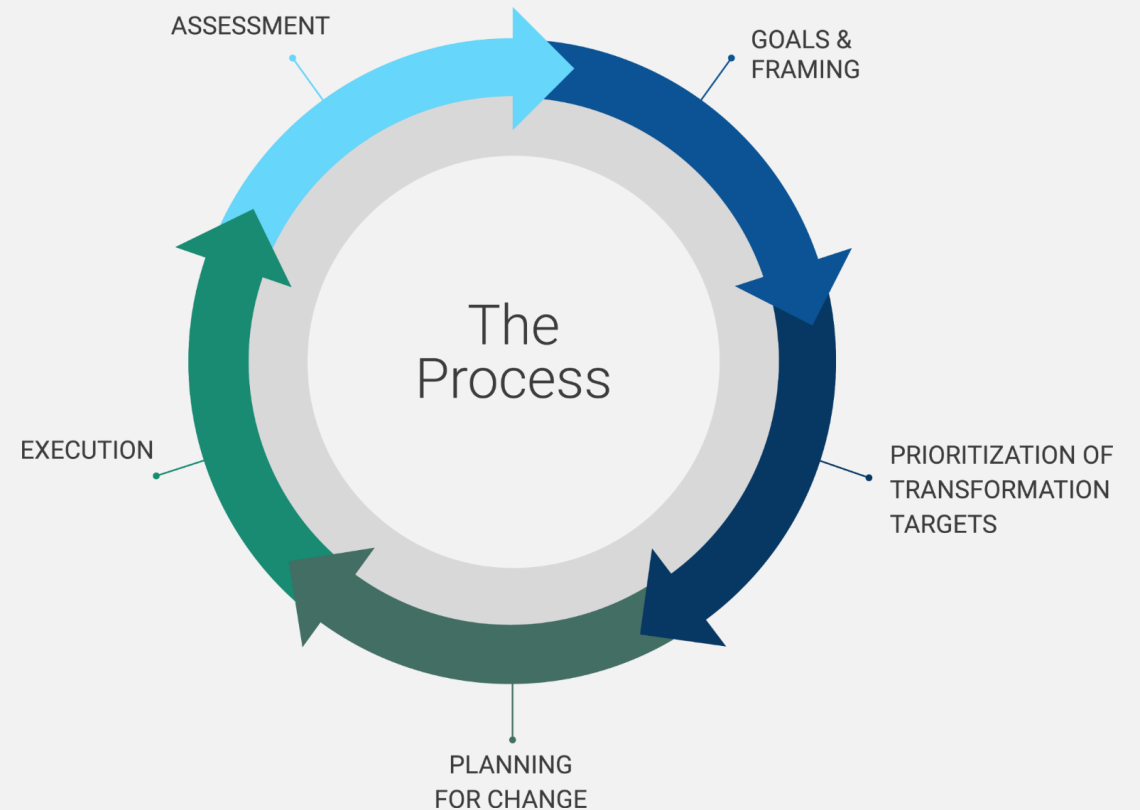 ASSESSMENT
GOALS &
FRAMING
The
Process
EXECUTION
PRIORITIZATION OF
TRANSFORMATION
TARGETS
PLANNING
FOR CHANGE